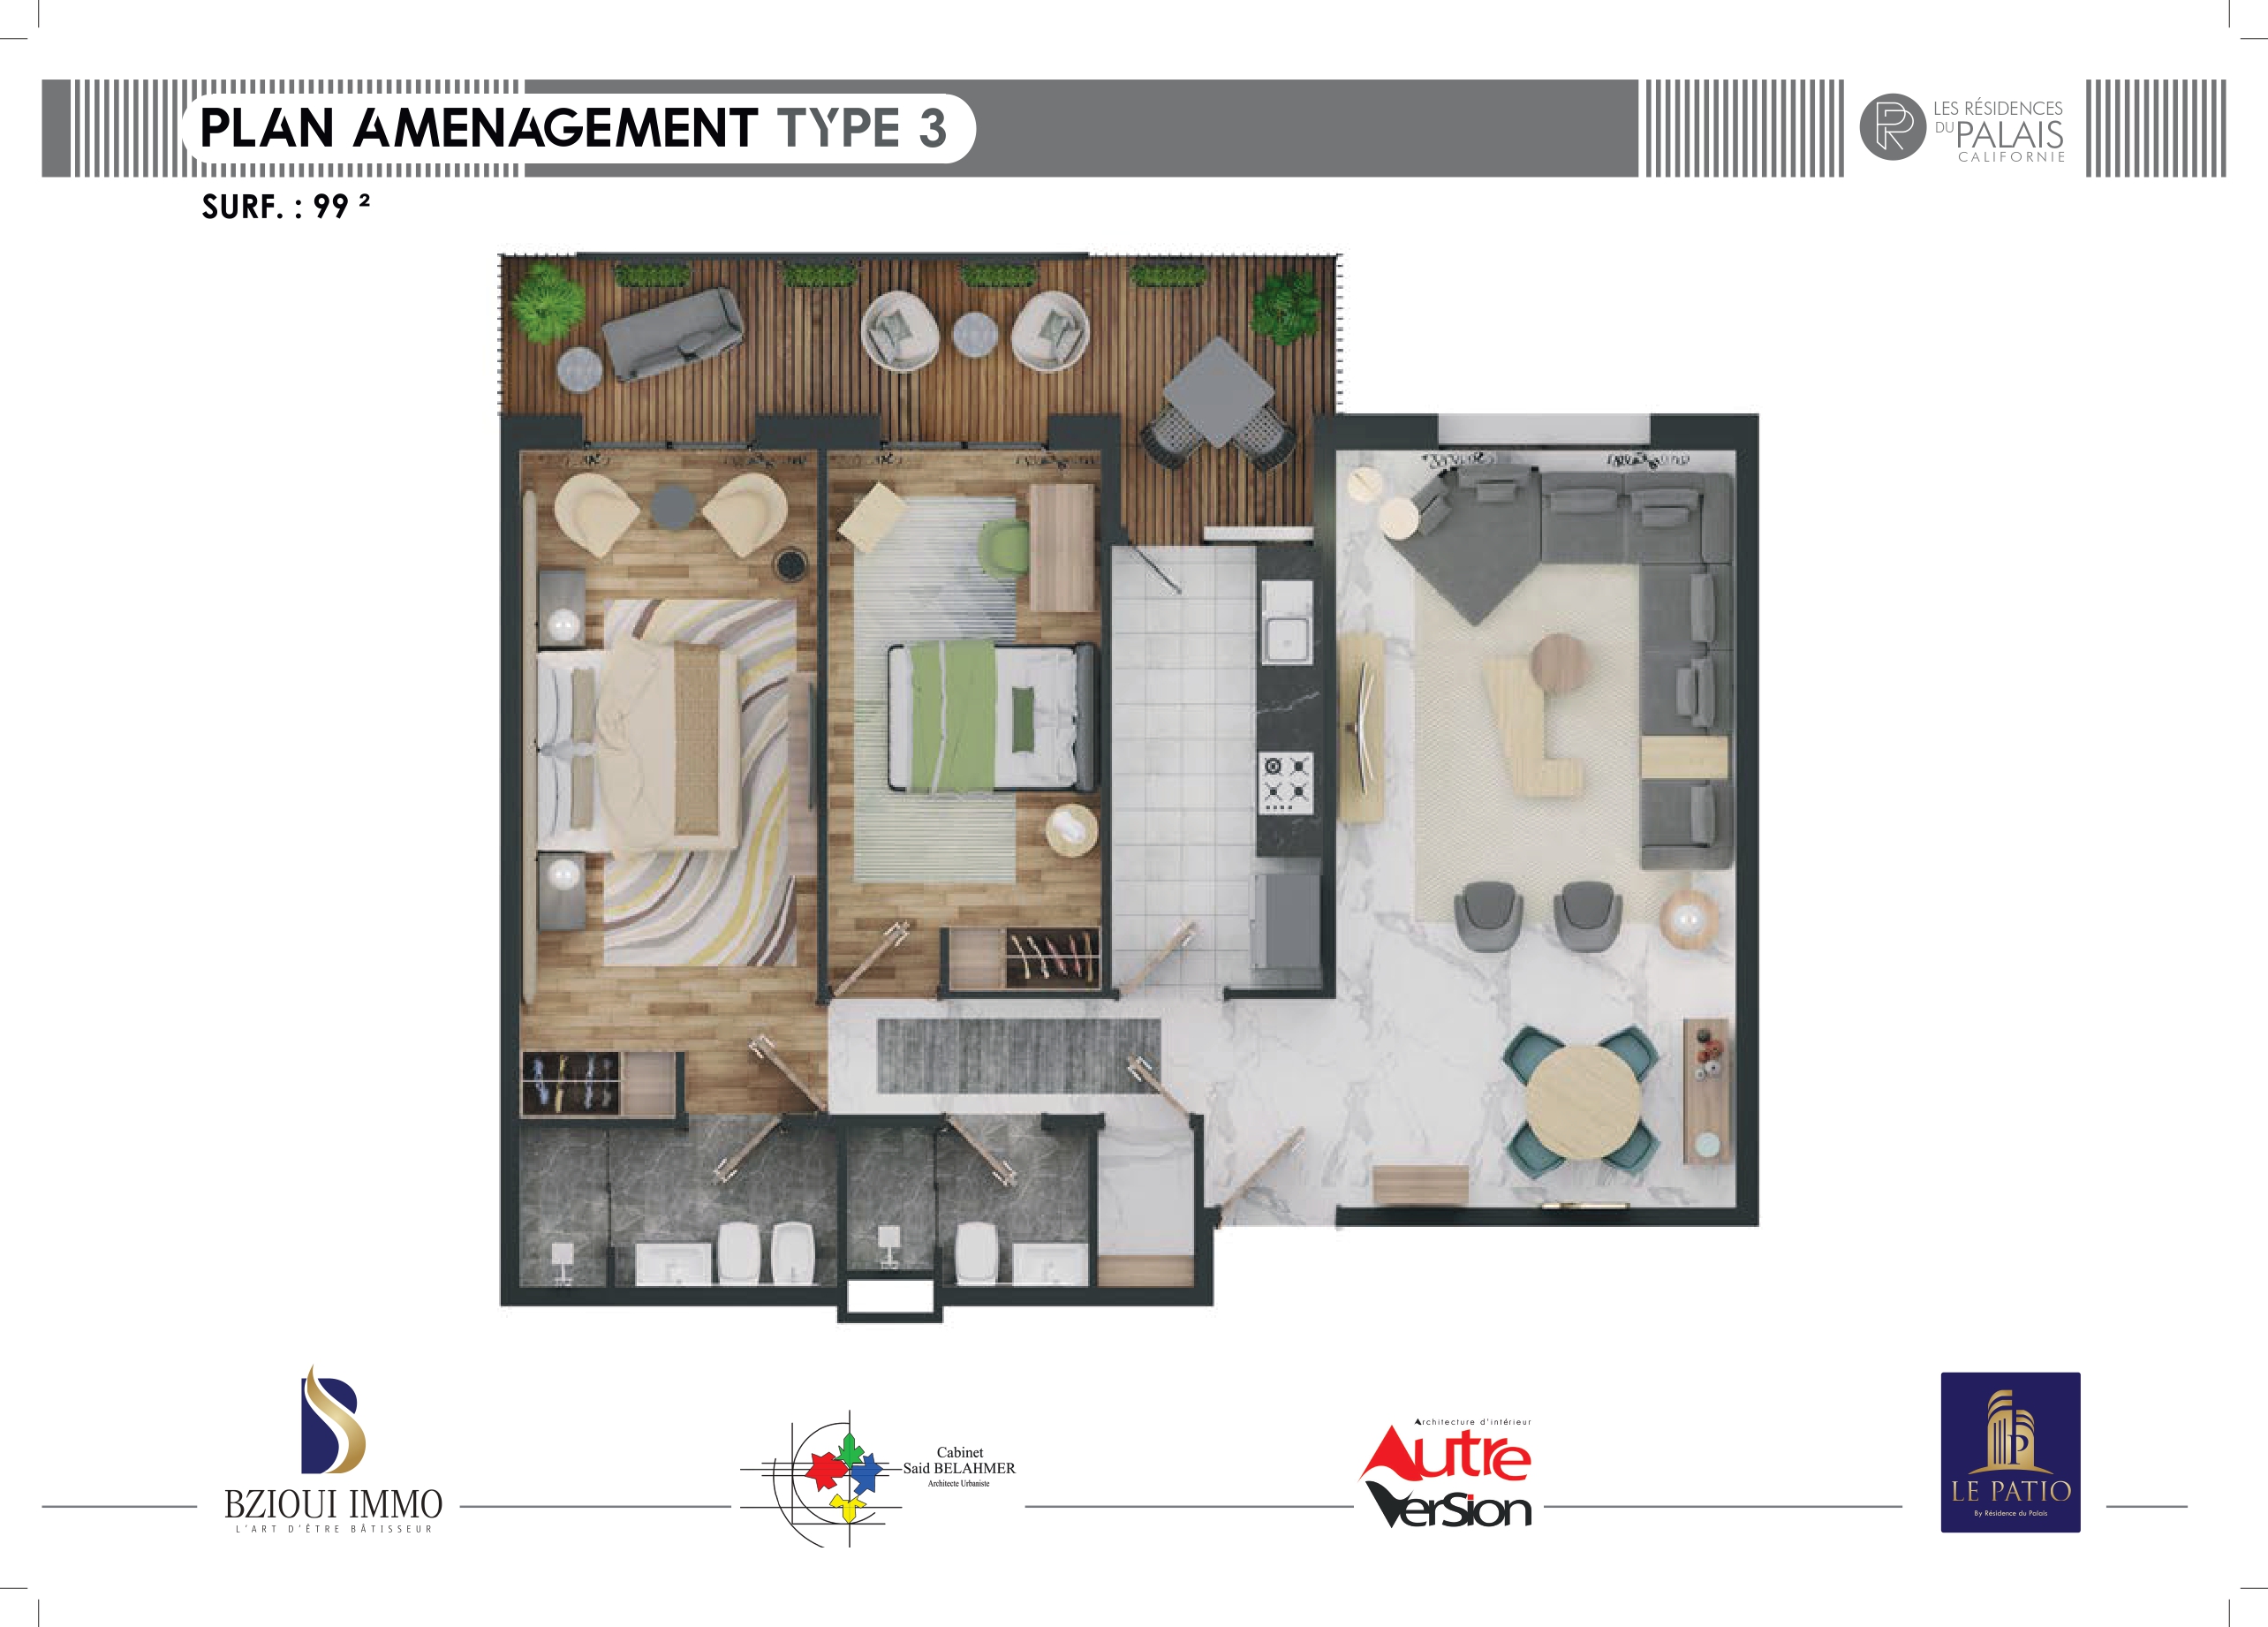 PLAN AMENAGEMENT TYPE 3
LES RÉSIDENCES
DU PALAIS
CALIFORNIE
SURF. : 99 ²
BZIOUI IMMO
L'ART D'ÊTRE BÂTISSEUR
Cabinet
Said BELAHMER
Architecte Urbaniste
Architecture d'intérieur
Autre
Version
P
LE PATIO
By Résidence du Palais